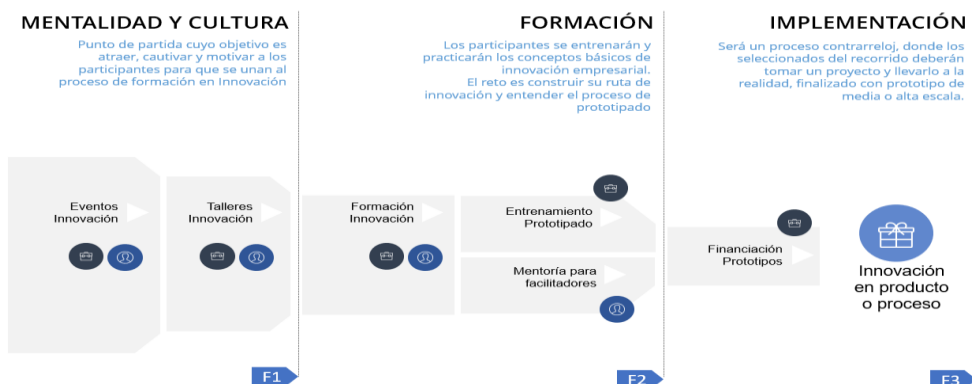 MENTALIDAD Y CULTURA
Punto de partida cuyo objetivo es
atraer, cautivar y motivar a los
participantes para que se unan al
proceso de formación en Innovación
Eventos
Innovación
Talleres
Innovación
F1
FORMACIÓN
Los participantes se entrenarán y
practicarán los conceptos básicos de
innovación empresarial.
El reto es construir su ruta de
innovación y entender el proceso de
prototipado
Formación
Innovación
Entrenamiento
Prototipado
Mentoría para
facilitadores
F2
IMPLEMENTACIÓN
Será un proceso contrarreloj, donde los
seleccionados del recorrido deberán
tomar un proyecto y llevarlo a la
realidad, finalizado con prototipo de
media o alta escala.
Financiación
Prototipos
Innovación
en producto
o proceso
F3